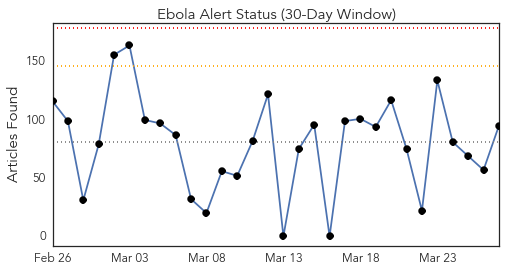 Ebola Alert Status (30-Day Window)
Articles Found
150
100
50
0
Feb 26 Mar 03 Mar 08 Mar 13 Mar 18 Mar 23